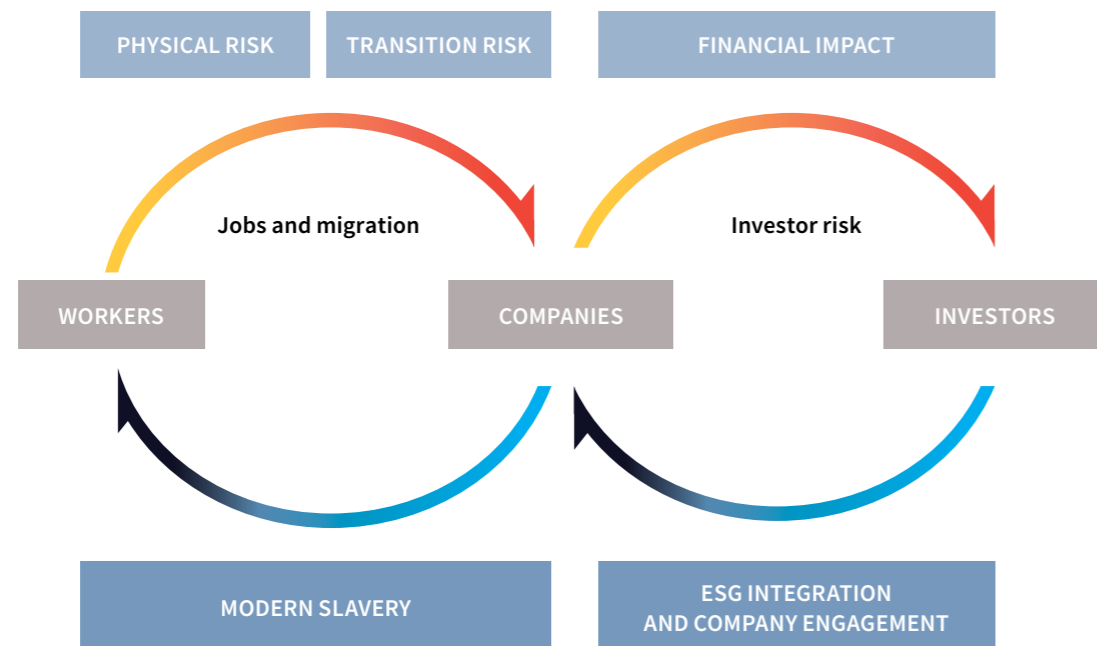 PHYSICAL RISK
TRANSITION RISK
FINANCIAL IMPACT
Jobs and migration
Investor risk
WORKERS
COMPANIES
INVESTORS
MODERN SLAVERY
ESG INTEGRATION
AND COMPANY ENGAGEMENT